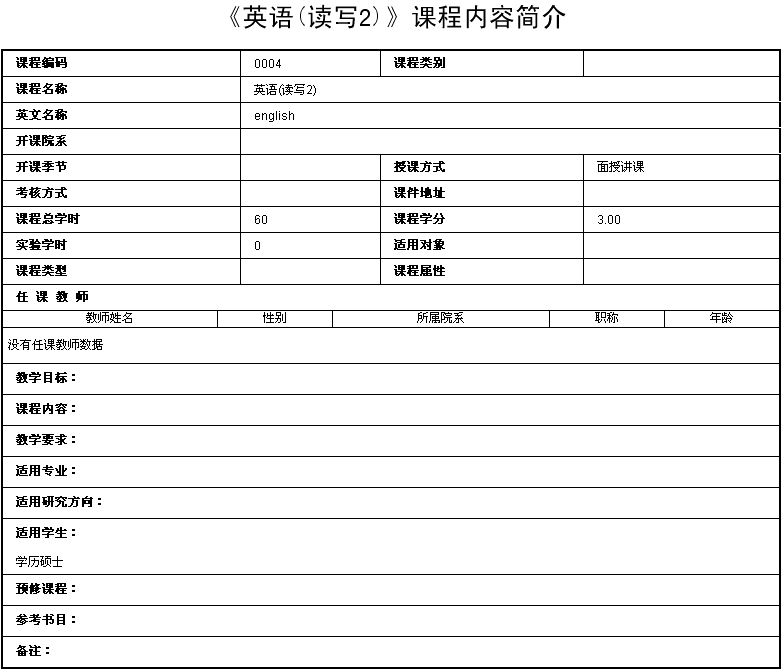 《英语(读写2)》课程内容简介
课程编码 0004 课程类别
课程名称 英语(读写2)
英文名称 english
开课院系
开课季节 授课方式 面授讲课
考核方式 课件地址
课程总学时 60 课程学分 3.00
实验学时 0 适用对象
课程类型 课程属性
任 课 教 师
教师姓名 性别 所属院系 职称 年龄
没有任课教师数据
教学目标：
课程内容：
教学要求：
适用专业：
适用研究方向：
适用学生：
学历硕士
预修课程：
参考书目：
备注：